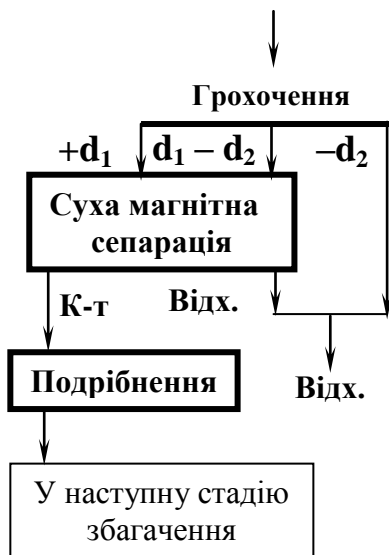 Грохочення
+d₁ d₁ – d₂ –d₂
Суха магнітна
сепарація
К-т Відх.
Подрібнення
Відх.
У наступну стадію
збагачення